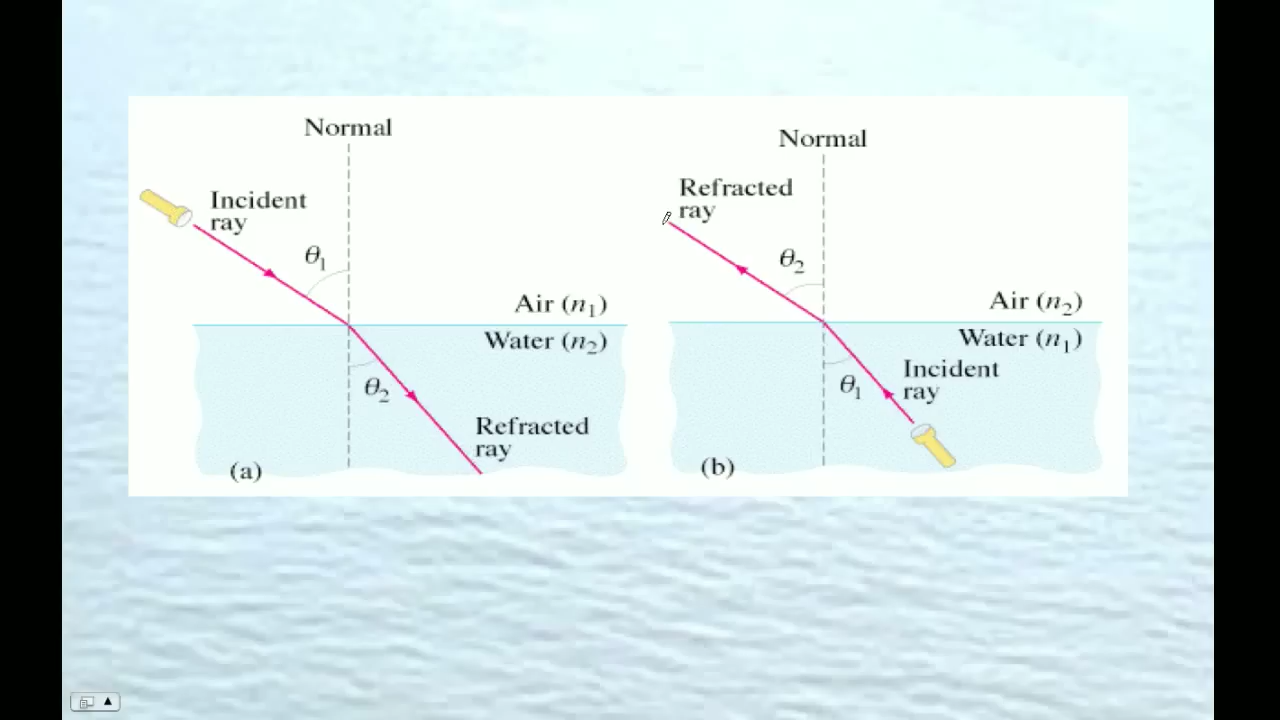 Normal
Incident
ray
θ₁
Air (n₁)
Water (n₂)
θ₂
Refracted
ray
(a)
Normal
Refracted
ray
θ₂
Air (n₂)
Water (n₁)
Incident
ray
θ₁
(b)